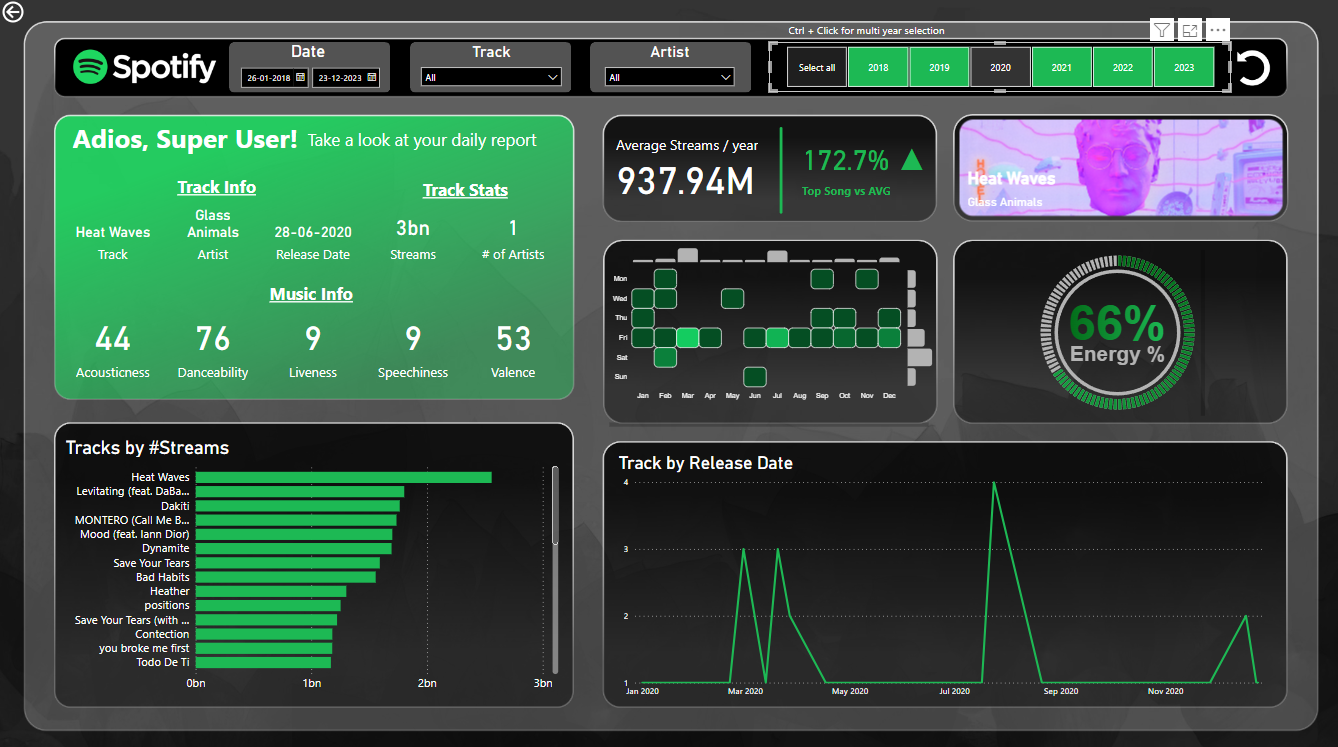 Ctrl + Click for multi year selection
Spotify
Date
26-01-2018
23-12-2023
Track
All
Artist
All
Select all
2018
2019
2020
2021
2022
2023
Adios, Super User! Take a look at your daily report
Track Info
Track Stats
Heat Waves
Track
Glass
Animals
Artist
28-06-2020
Release Date
3bn
Streams
1
# of Artists
Music Info
44
Acousticness
76
Danceability
9
Liveness
9
Speechiness
53
Valence
Average Streams / year
937.94M
172.7%
Top Song vs AVG
Heat Waves
Glass Animals
Mon
Wed
Thu
Fri
Sat
Sun
Jan Feb Mar Apr May Jun Jul Aug Sep Oct Nov Dec
66%
Energy %
Tracks by #Streams
Heat Waves
Levitating (feat. DaBa...
Dakiti
MONTERO (Call Me B...
Mood (feat. Iann Dior)
Dynamite
Save Your Tears
Bad Habits
Heather
positions
Save Your Tears (with ...
Contection
you broke me first
Todo De Ti
0bn 1bn 2bn 3bn
Track by Release Date
4
3
2
1
Jan 2020 Mar 2020 May 2020 Jul 2020 Sep 2020 Nov 2020